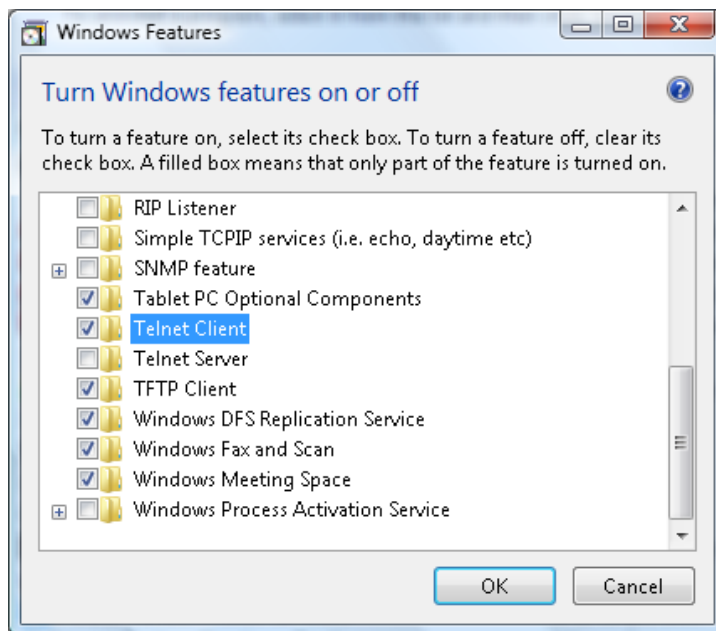 Windows Features
Turn Windows features on or off
To turn a feature on, select its check box. To turn a feature off, clear its
check box. A filled box means that only part of the feature is turned on.
RIP Listener
Simple TCPIP services (i.e. echo, daytime etc)
SNMP feature
Tablet PC Optional Components
Telnet Client
Telnet Server
TFTP Client
Windows DFS Replication Service
Windows Fax and Scan
Windows Meeting Space
Windows Process Activation Service
OK Cancel